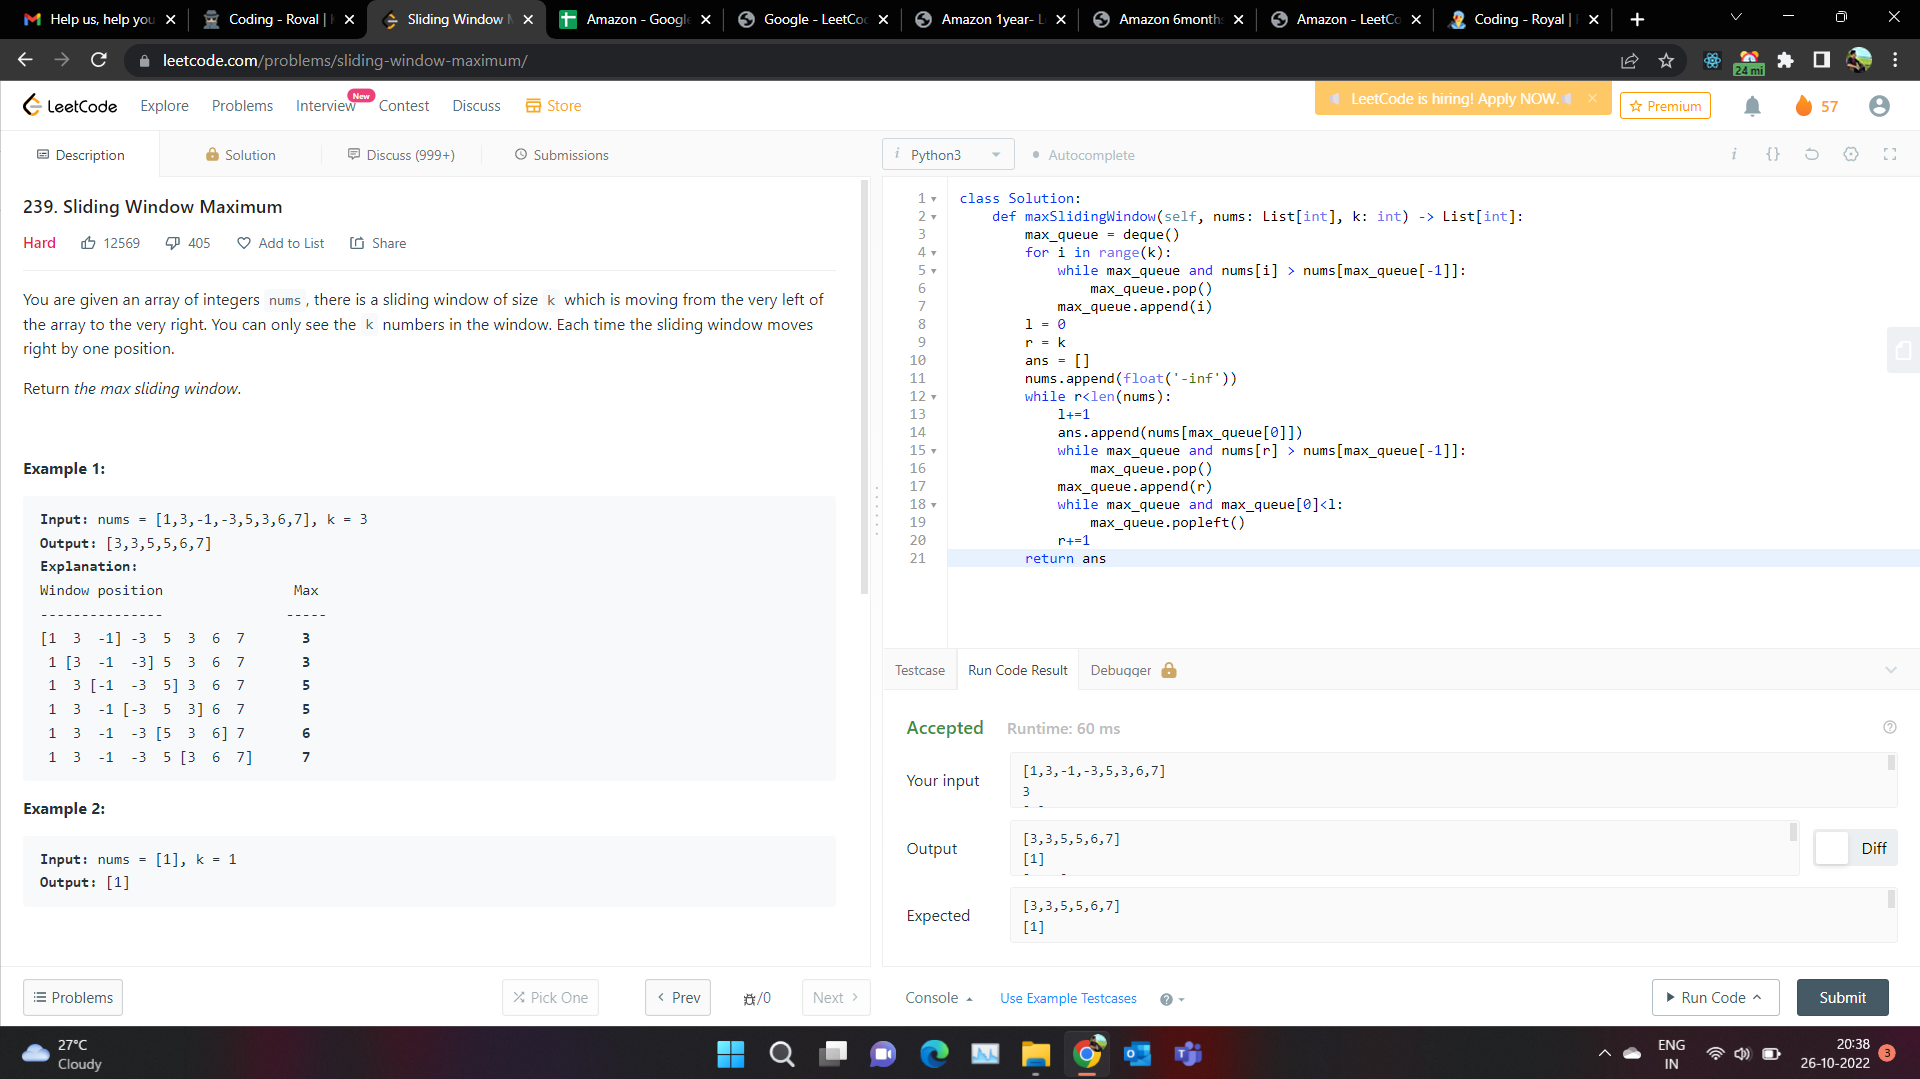 Help us, help you
Coding - Roval |
Sliding Window M
Amazon - Google
Google - LeetCoc
Amazon 1year- L
Amazon 6months
Amazon - LeetCo
Coding - Royal |
leetcode.com/problems/sliding-window-maximum/
24 mi
LeetCode
Explore
Problems
Interview
New
Contest
Discuss
Store
LeetCode is hiring! Apply NOW.
Premium
57
Description
Solution
Discuss (999+)
Submissions
i Python3
Autocomplete
239. Sliding Window Maximum
Hard
12569
405
Add to List
Share
You are given an array of integers nums, there is a sliding window of size k which is moving from the very left of
the array to the very right. You can only see the k numbers in the window. Each time the sliding window moves
right by one position.
Return the max sliding window.
Example 1:
Input: nums = [1,3,-1,-3,5,3,6,7], k = 3
Output: [3,3,5,5,6,7]
Explanation:
Window position Max
--------------- -----
[1 3 -1] -3 5 3 6 7 3
1 [3 -1 -3] 5 3 6 7 3
1 3 [-1 -3 5] 3 6 7 5
1 3 -1 [-3 5 3] 6 7 5
1 3 -1 -3 [5 3 6] 7 6
1 3 -1 -3 5 [3 6 7] 7
Example 2:
Input: nums = [1], k = 1
Output: [1]
1 class Solution:
2 def maxSlidingWindow(self, nums: List[int], k: int) -> List[int]:
3 max_queue = deque()
4 for i in range(k):
5 while max_queue and nums[i] > nums[max_queue[-1]]:
6 max_queue.pop()
7 max_queue.append(i)
8 l = 0
9 r = k
10 ans = []
11 nums.append(float('-inf'))
12 while r<len(nums):
13 l+=1
14 ans.append(nums[max_queue[0]])
15 while max_queue and nums[r] > nums[max_queue[-1]]:
16 max_queue.pop()
17 max_queue.append(r)
18 while max_queue and max_queue[0]<l:
19 max_queue.popleft()
20 r+=1
21 return ans
Testcase
Run Code Result
Debugger
Accepted
Runtime: 60 ms
Your input
[1,3,-1,-3,5,3,6,7]
3
Output
[3,3,5,5,6,7]
[1]
Diff
Expected
[3,3,5,5,6,7]
[1]
Problems
Pick One
< Prev
/0
Next >
Console
Use Example Testcases
Run Code
Submit
27°C
Cloudy
ENG
IN
20:38
26-10-2022
3